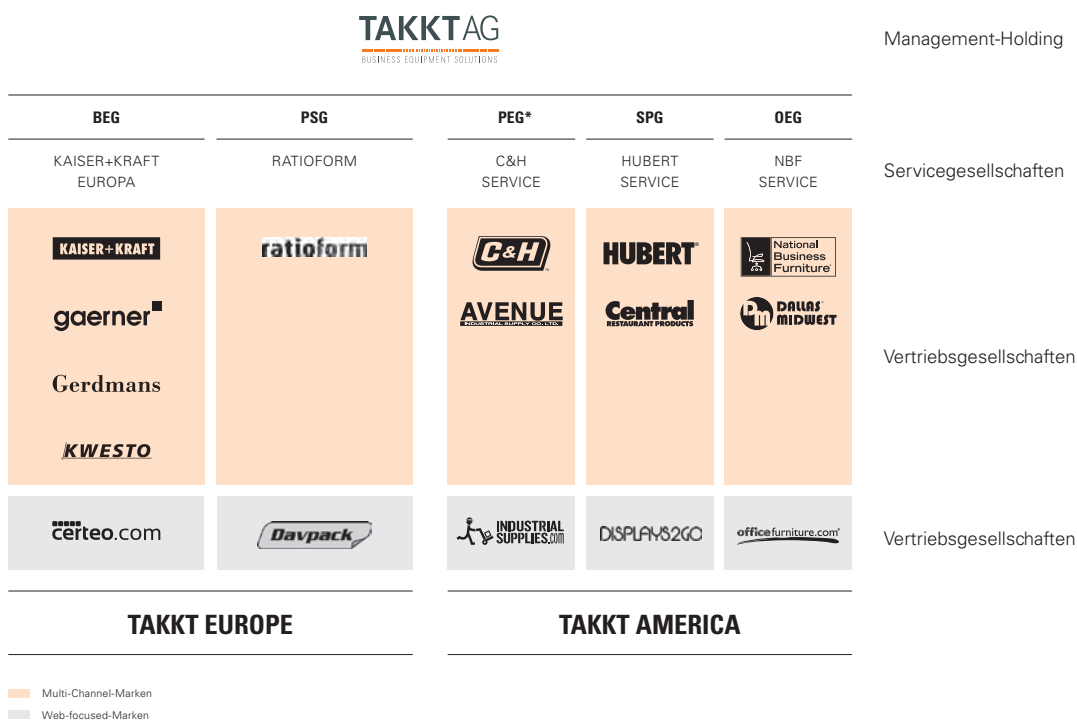 TAKKT AG
BUSINESS EQUIPMENT SOLUTIONS
Management-Holding
BEG PSG PEG* SPG OEG
KAISER+KRAFT
EUROPA
RATIOFORM
C&H
SERVICE
HUBERT
SERVICE
NBF
SERVICE
Servicegesellschaften
KAISER+KRAFT
gaerner
Gerdmans
KWESTO
ratioform
C&H
AVENUE
INDUSTRIAL SUPPLY CO., LTD.
HUBERT
Central
RESTAURANT PRODUCTS
National
Business
Furniture
DM DALLAS
MIDWEST
Vertriebsgesellschaften
certeo.com
Davpack
INDUSTRIAL
SUPPLIES.com
DISPLAYS2GO
officefurniture.com
Vertriebsgesellschaften
TAKKT EUROPE
TAKKT AMERICA
Multi-Channel-Marken
Web-focused-Marken